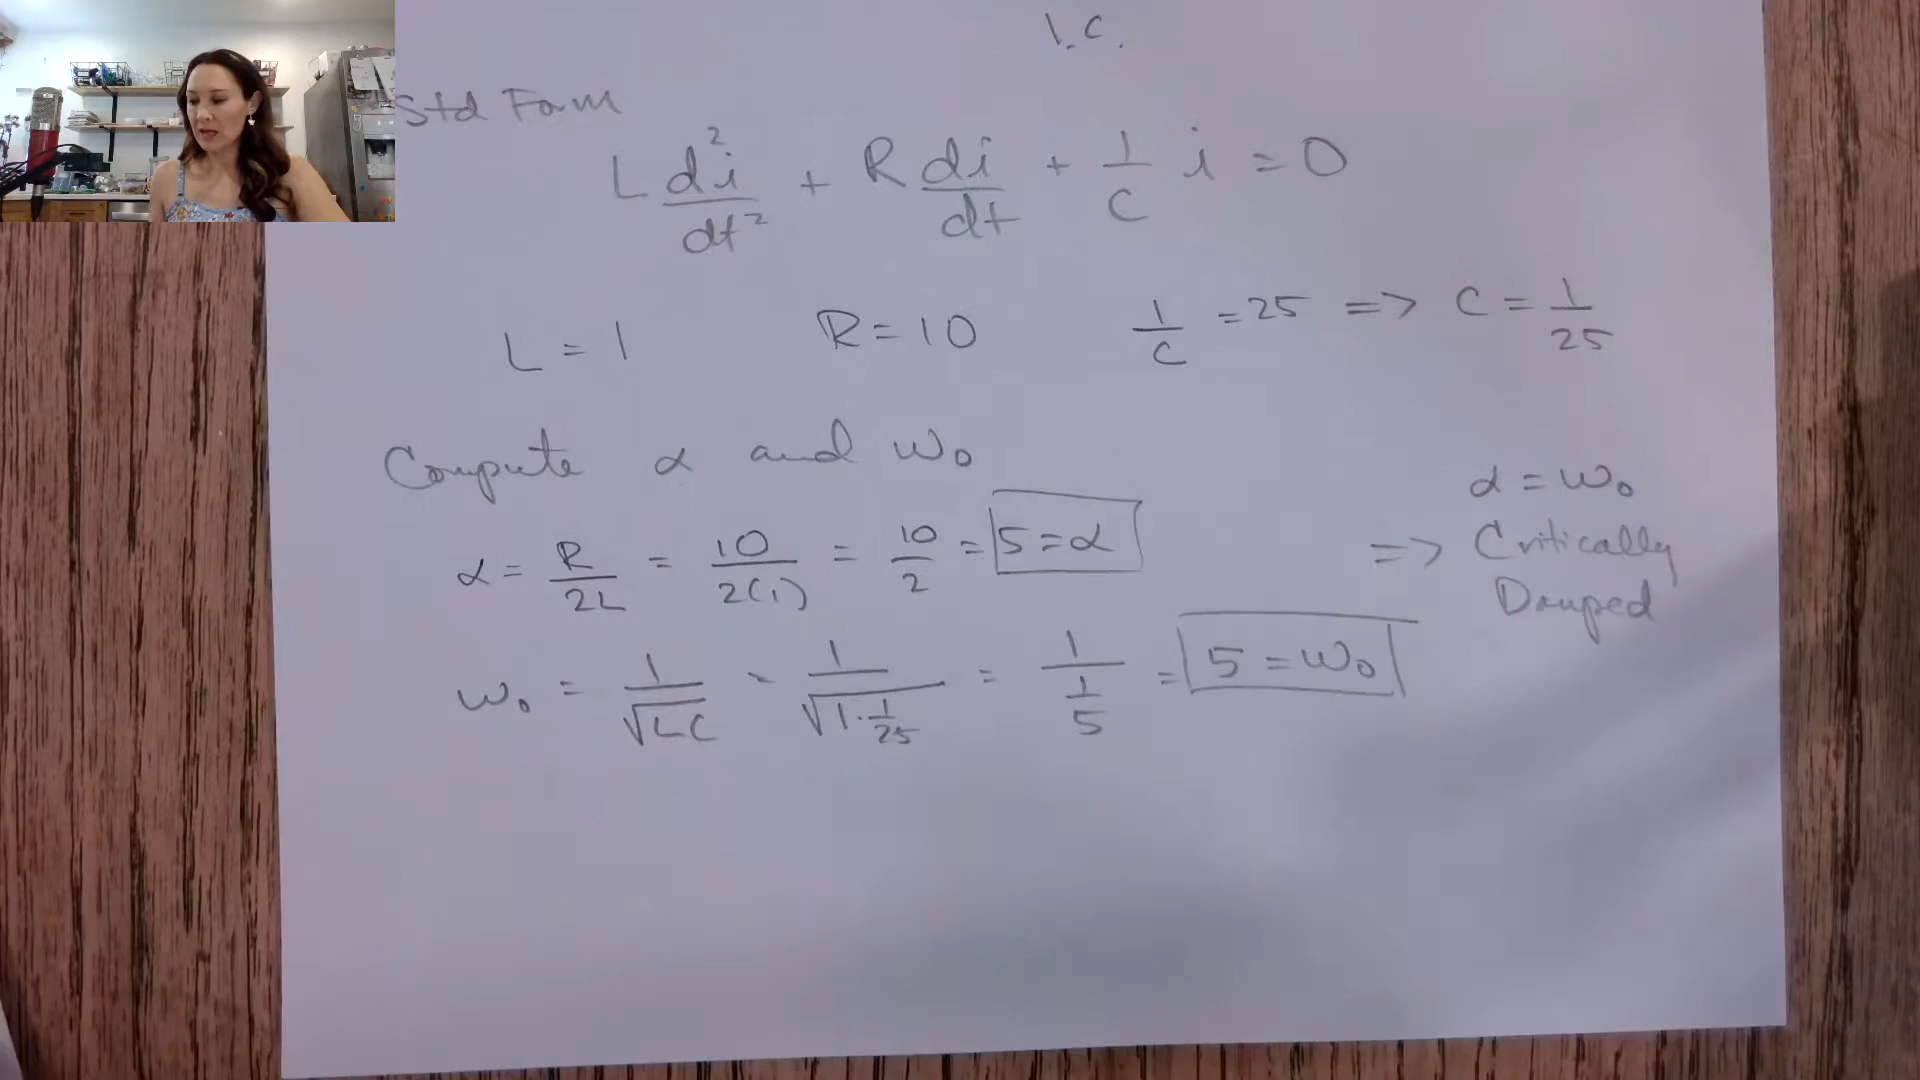 I.C.
Std Form
L d²i/dt² + R di/dt + 1/C i = 0
L = 1    R = 10    1/C = 25 => C = 1/25
Compute α and ω₀
α = R/2L = 10/2(1) = 10/2 = 5 = α
ω₀ = 1/√LC = 1/√1·1/25 = 1/(1/5) = 5 = ω₀
α = ω₀
=> Critically
Damped